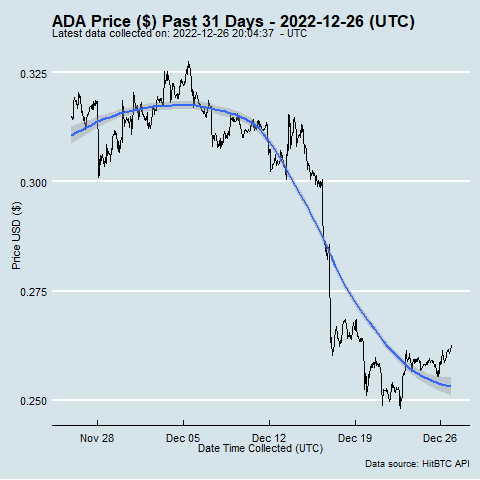 ADA Price ($) Past 31 Days - 2022-12-26 (UTC)
Latest data collected on: 2022-12-26 20:04:37 - UTC
0.325
0.300
0.275
0.250
Price USD ($)
Nov 28 Dec 05 Dec 12 Dec 19 Dec 26
Date Time Collected (UTC)
Data source: HitBTC API